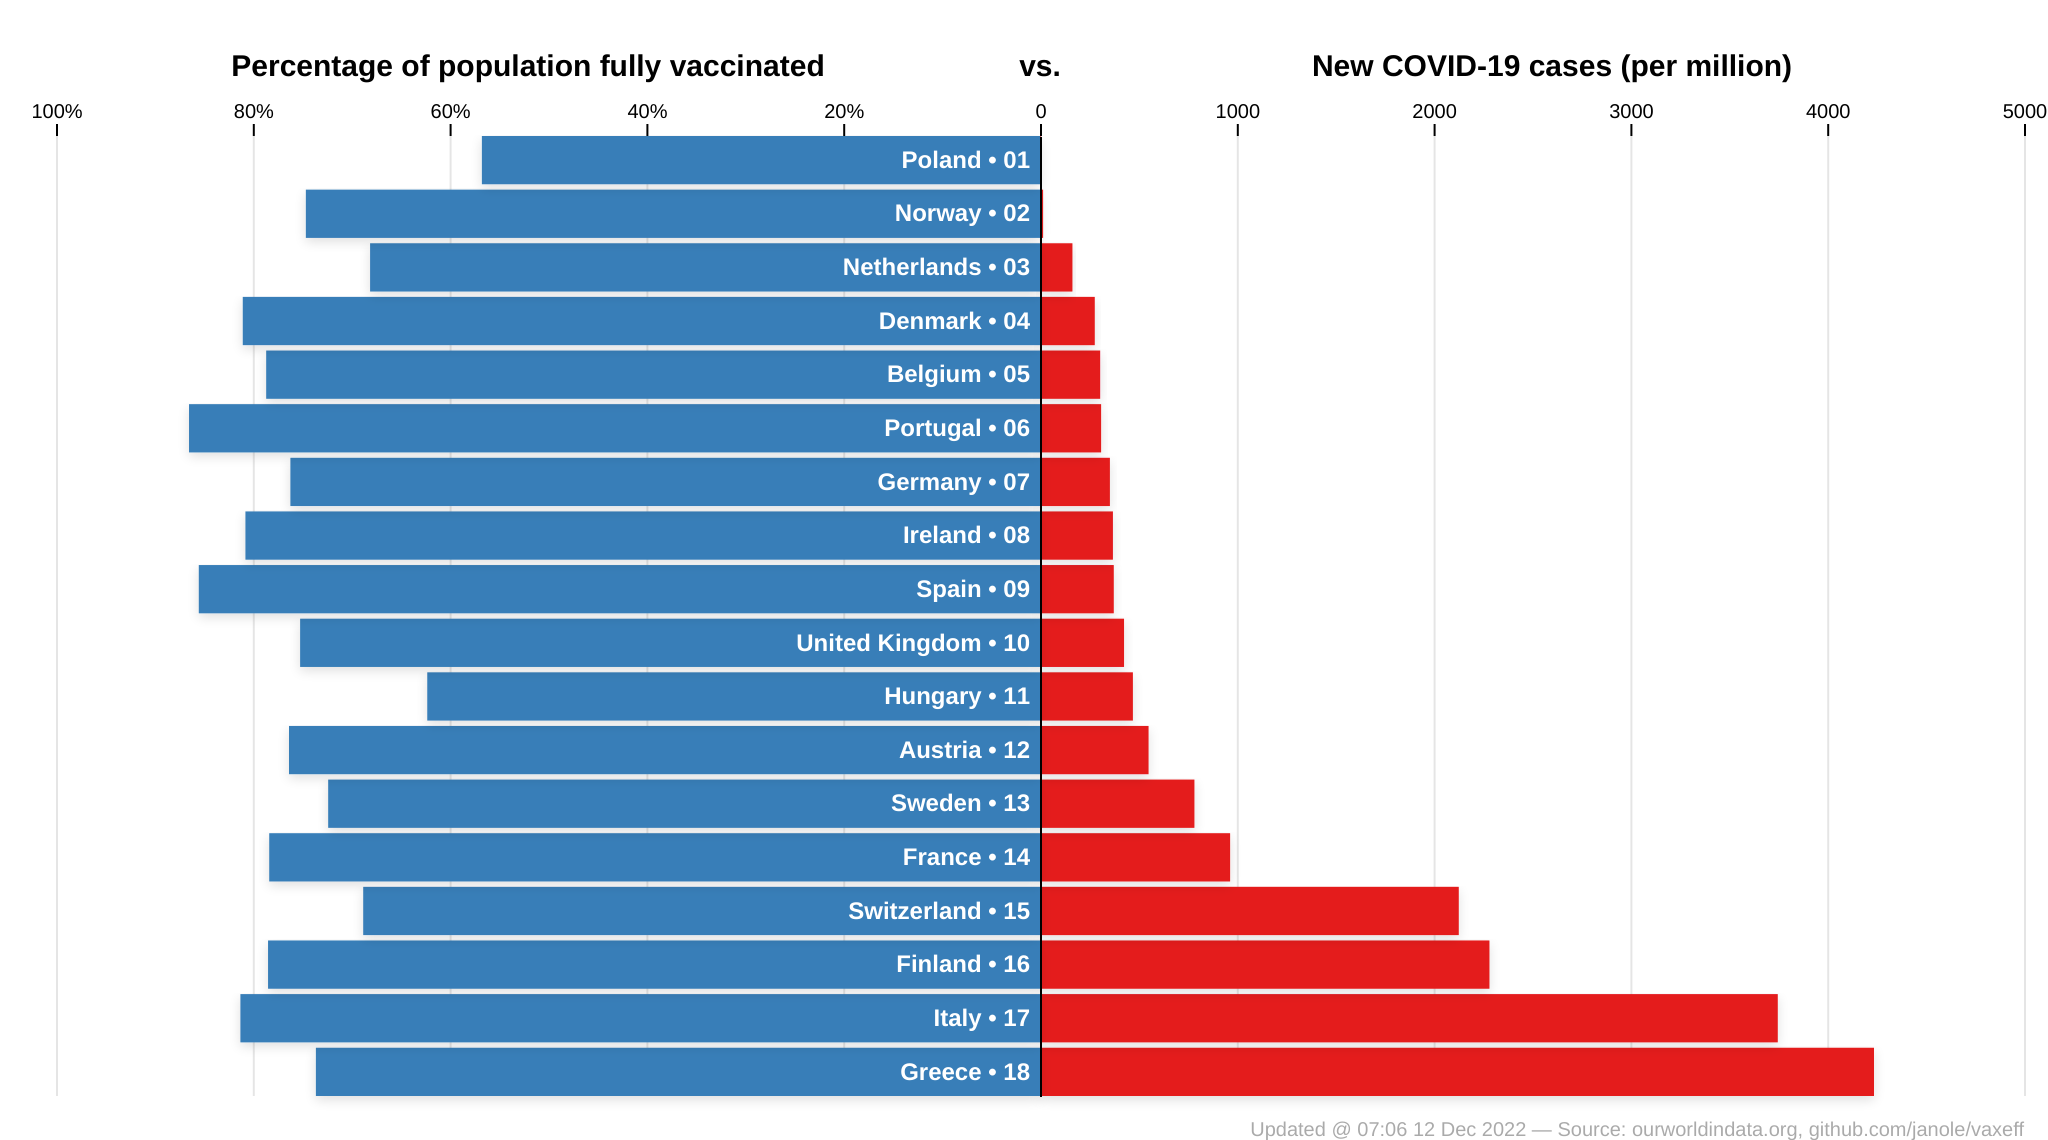 Percentage of population fully vaccinated vs. New COVID-19 cases (per million)
100% 80% 60% 40% 20% 0 1000 2000 3000 4000 5000
Poland • 01
Norway • 02
Netherlands • 03
Denmark • 04
Belgium • 05
Portugal • 06
Germany • 07
Ireland • 08
Spain • 09
United Kingdom • 10
Hungary • 11
Austria • 12
Sweden • 13
France • 14
Switzerland • 15
Finland • 16
Italy • 17
Greece • 18
Updated @ 07:06 12 Dec 2022 — Source: ourworldindata.org, github.com/janole/vaxeff